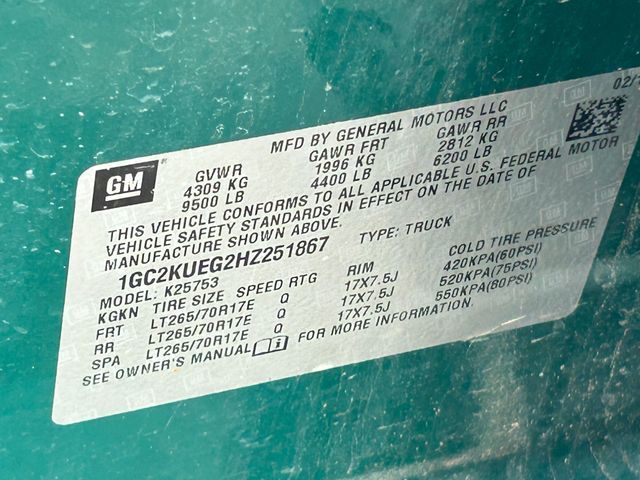 GM
MFD BY GENERAL MOTORS LLC
02/
GVWR GAWR FRT GAWR RR
4309 KG 1996 KG 2812 KG
9500 LB 4400 LB 6200 LB
THIS VEHICLE CONFORMS TO ALL APPLICABLE U.S. FEDERAL MOTOR
VEHICLE SAFETY STANDARDS IN EFFECT ON THE DATE OF
MANUFACTURE SHOWN ABOVE.
1GC2KUEG2HZ251867 TYPE: TRUCK
MODEL: K25753
KGKN TIRE SIZE SPEED RTG RIM COLD TIRE PRESSURE
FRT LT265/70R17E Q 17X7.5J 420KPA(60PSI)
RR LT265/70R17E Q 17X7.5J 520KPA(75PSI)
SPA LT265/70R17E Q 17X7.5J 550KPA(80PSI)
SEE OWNER'S MANUAL FOR MORE INFORMATION.